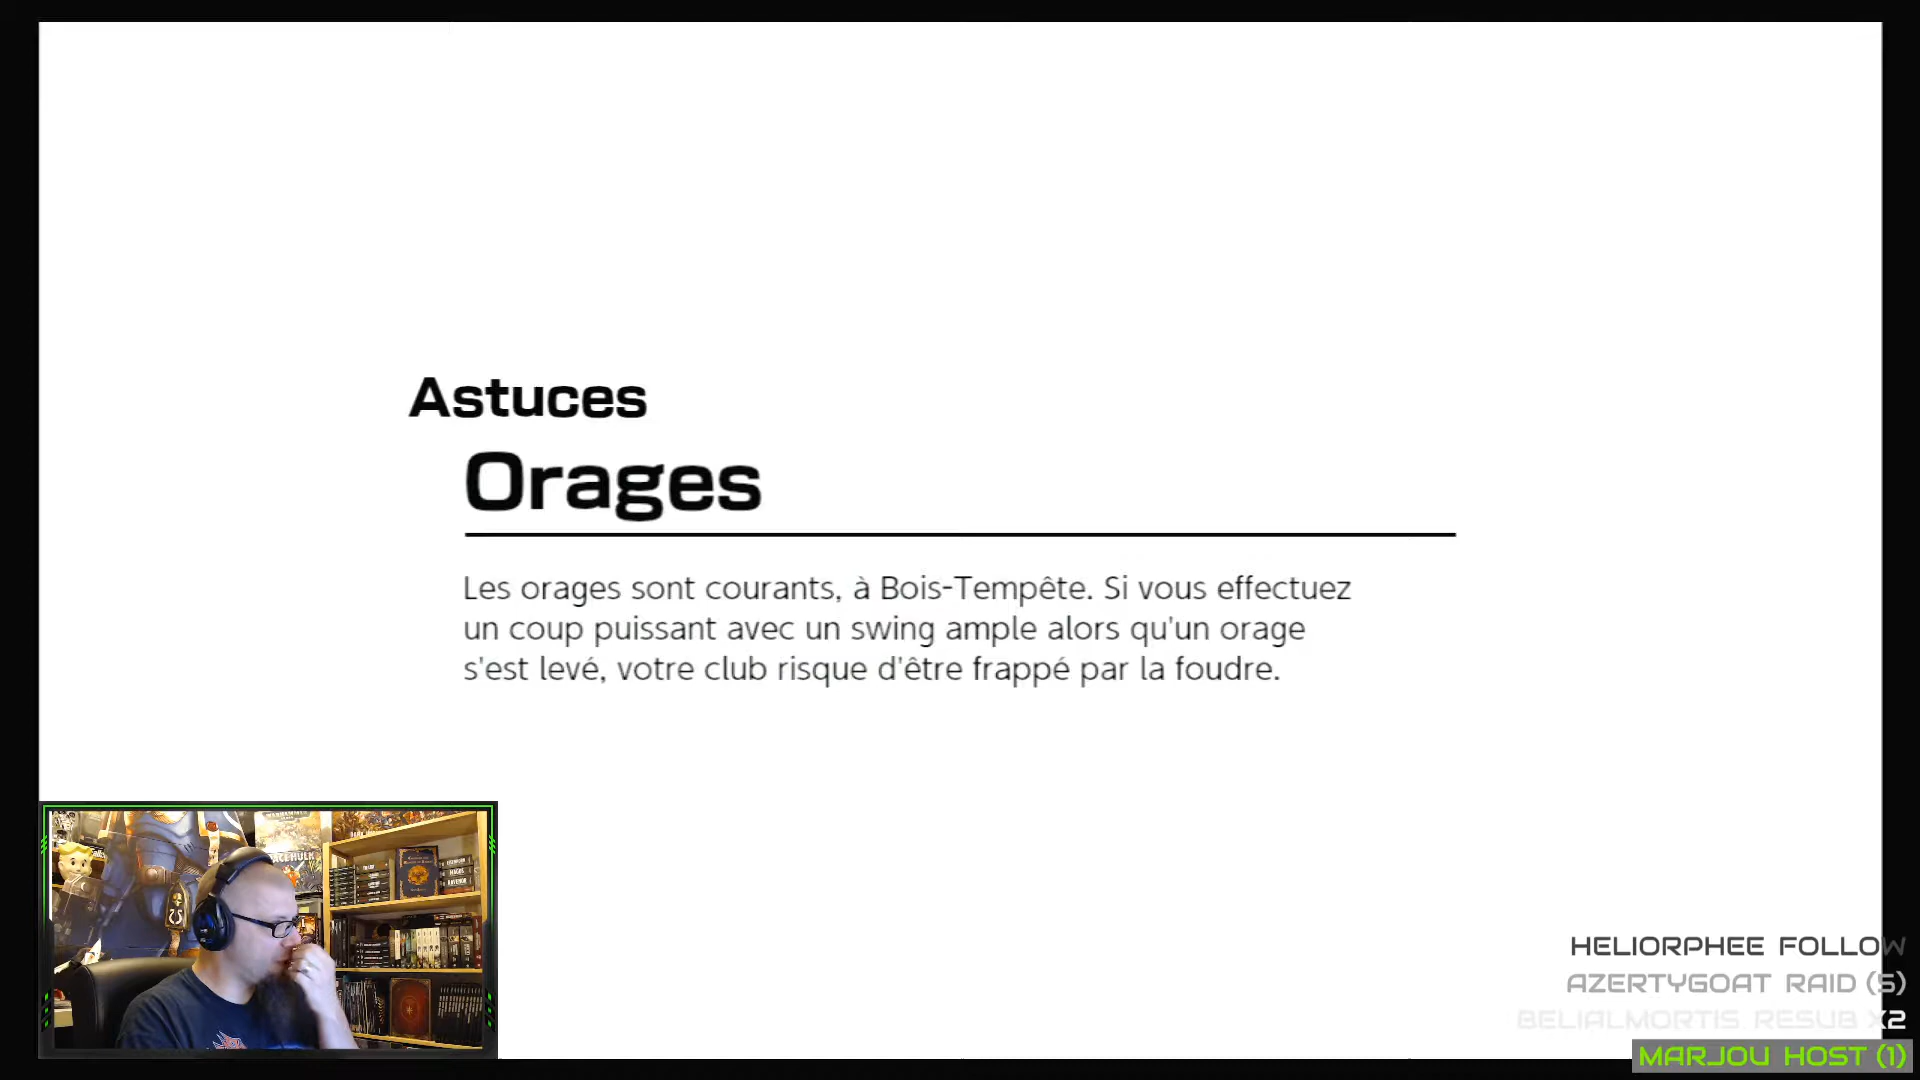 Astuces
Orages
Les orages sont courants, à Bois-Tempête. Si vous effectuez
un coup puissant avec un swing ample alors qu'un orage
s'est levé, votre club risque d'être frappé par la foudre.
HELIORPHEE FOLLOW
AZERTYGOAT RAID (5)
BELIALMORTIS RESUB X2
MARJOU HOST (1)